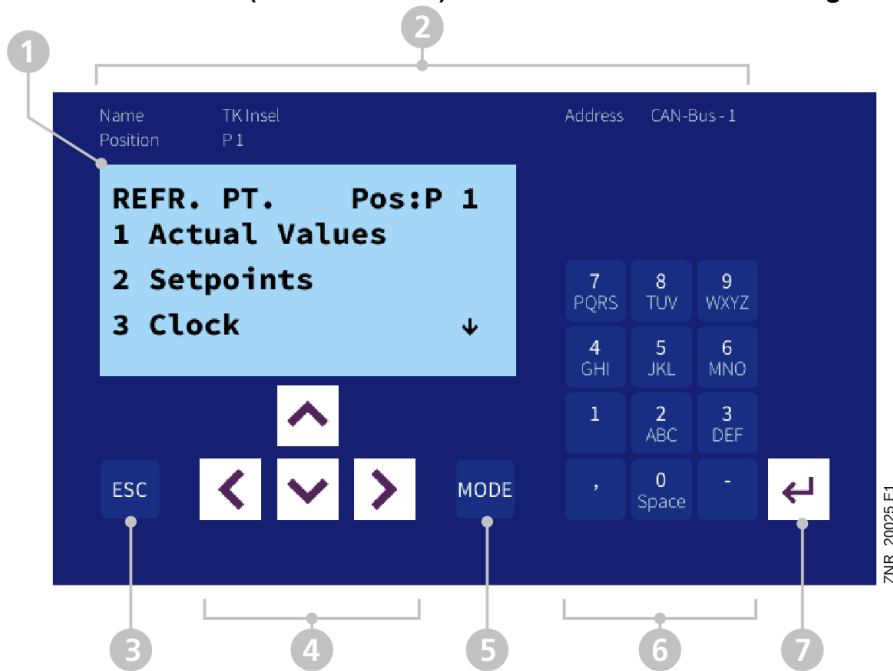 2
1
Name TK Insel Address CAN-Bus - 1
Position P 1
REFR. PT. Pos:P 1
1 Actual Values
2 Setpoints
3 Clock ↓
7 8 9
PQRS TUV WXYZ
4 5 6
GHI JKL MNO
1 2 3
ABC DEF
ESC MODE , 0 -
Space
ZNR_20025 E1
3 4 5 6 7